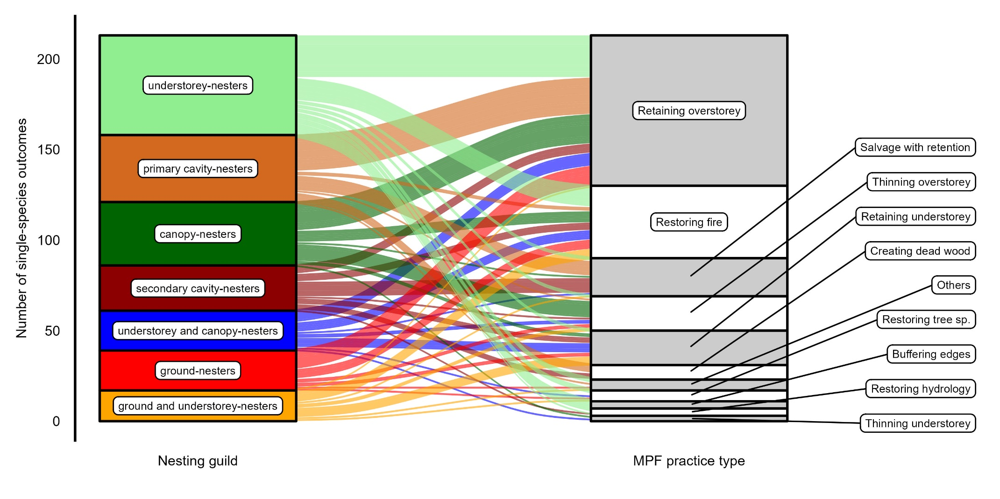 Number of single-species outcomes
200
150
100
50
0
understorey-nesters
primary cavity-nesters
canopy-nesters
secondary cavity-nesters
understorey and canopy-nesters
ground-nesters
ground and understorey-nesters
Retaining overstorey
Restoring fire
Salvage with retention
Thinning overstorey
Retaining understorey
Creating dead wood
Others
Restoring tree sp.
Buffering edges
Restoring hydrology
Thinning understorey
Nesting guild
MPF practice type